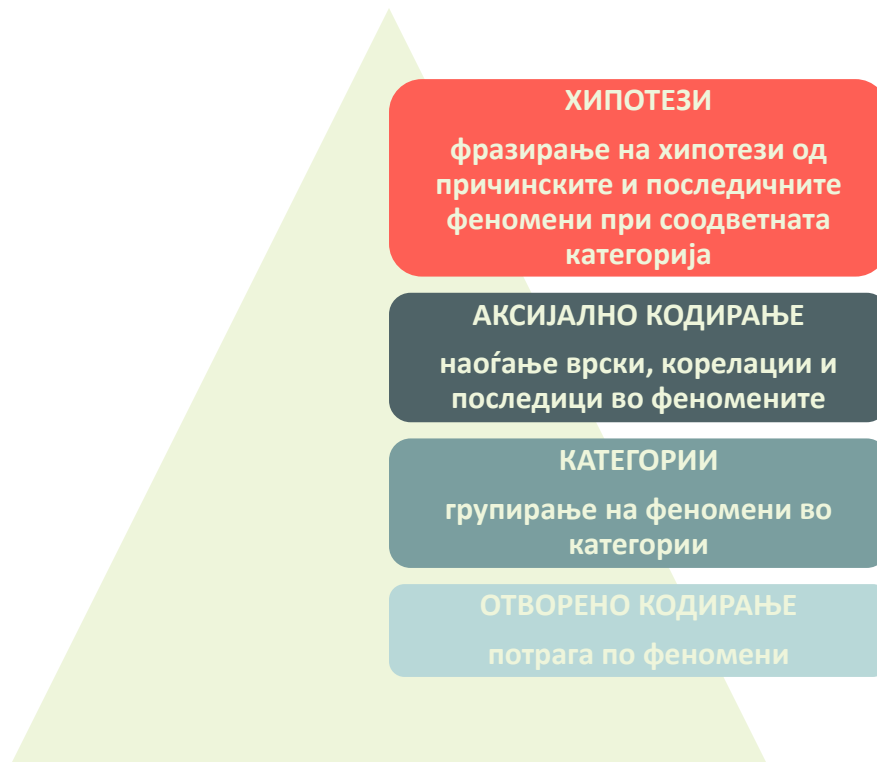 ХИПОТЕЗИ
фразирање на хипотези од
причинските и последичните
феномени при соодветната
категорија
АКСИЈАЛНО КОДИРАЊЕ
наоѓање врски, корелации и
последици во феномените
КАТЕГОРИИ
групирање на феномени во
категории
ОТВОРЕНО КОДИРАЊЕ
потрага по феномени